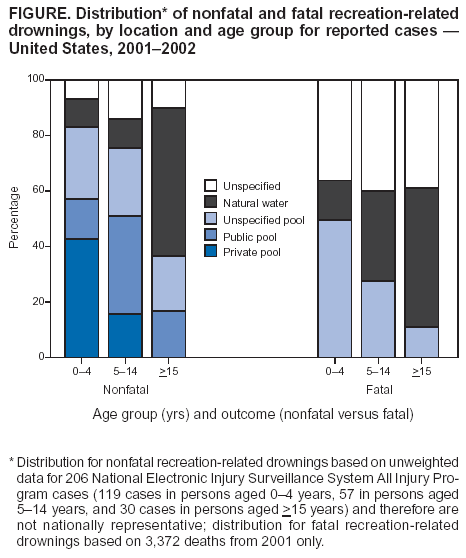 FIGURE. Distribution* of nonfatal and fatal recreation-related
drownings, by location and age group for reported cases —
United States, 2001–2002
100
80
60
40
20
0
Percentage
Unspecified
Natural water
Unspecified pool
Public pool
Private pool
0–4
5–14
≥15
0–4
5–14
≥15
Nonfatal
Fatal
Age group (yrs) and outcome (nonfatal versus fatal)
* Distribution for nonfatal recreation-related drownings based on unweighted
data for 206 National Electronic Injury Surveillance System All Injury Pro-
gram cases (119 cases in persons aged 0–4 years, 57 in persons aged
5–14 years, and 30 cases in persons aged ≥15 years) and therefore are
not nationally representative; distribution for fatal recreation-related
drownings based on 3,372 deaths from 2001 only.